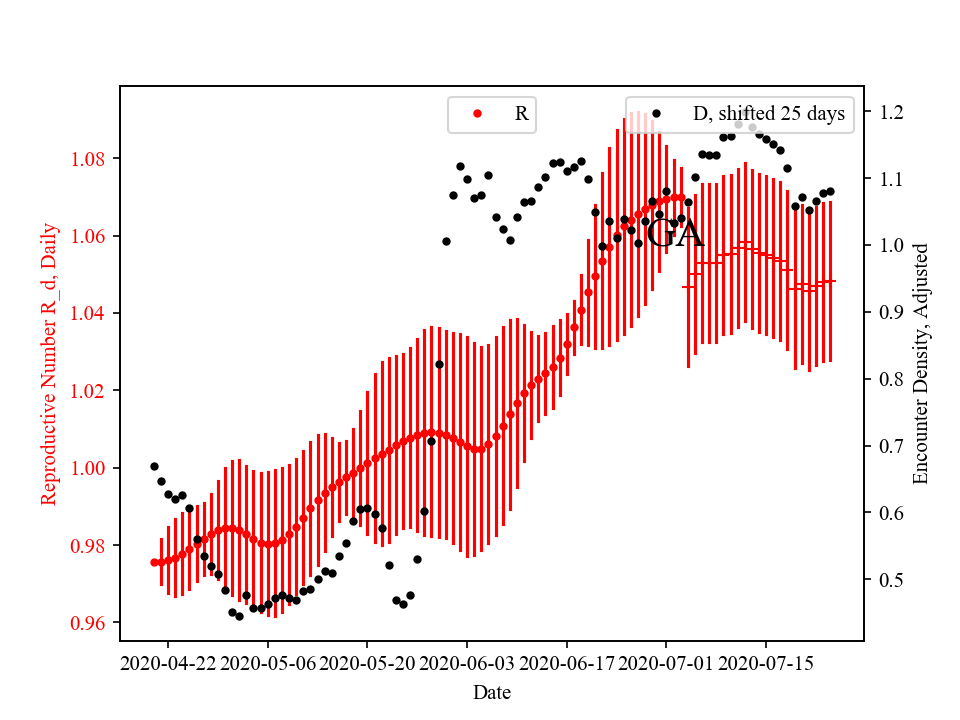 R
D, shifted 25 days
1.08
1.06
1.04
1.02
1.00
0.98
0.96
Reproductive Number R_d, Daily
GA
1.2
1.1
1.0
0.9
0.8
0.7
0.6
0.5
Encounter Density, Adjusted
2020-04-22 2020-05-06 2020-05-20 2020-06-03 2020-06-17 2020-07-01 2020-07-15
Date